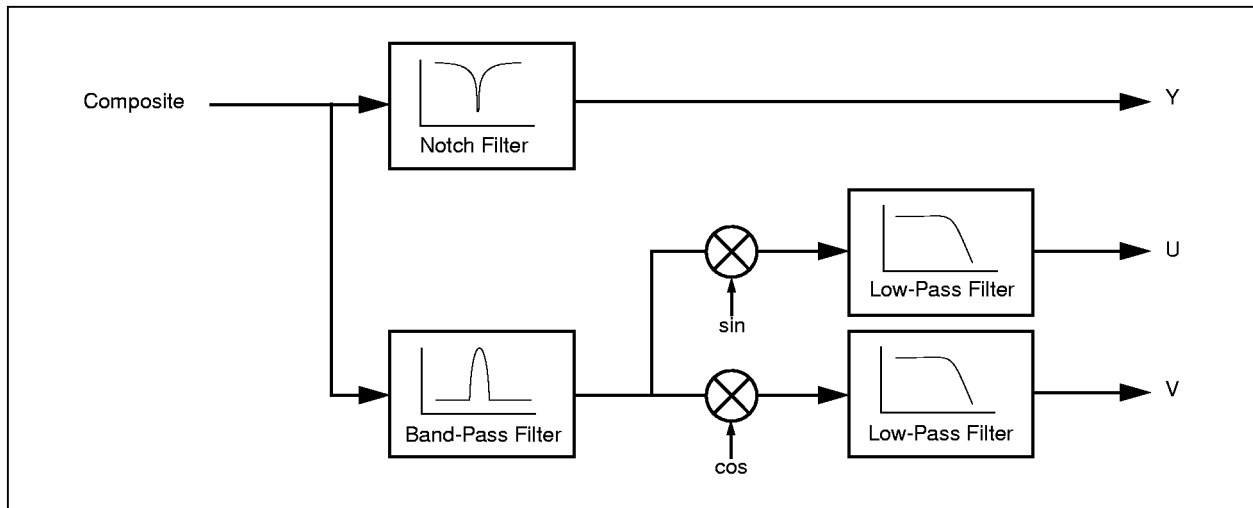 Composite
Notch Filter
Y
sin
Low-Pass Filter
U
Band-Pass Filter
cos
Low-Pass Filter
V